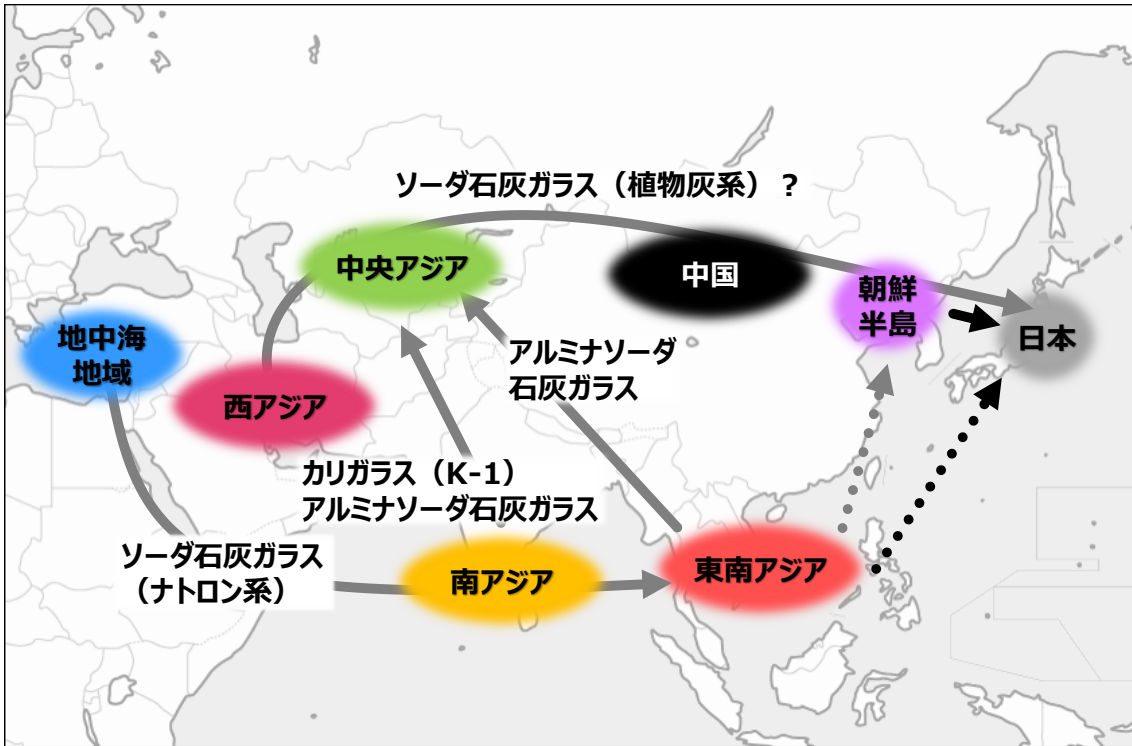 ソーダ石灰ガラス（植物灰系）？
中央アジア
中国
朝鮮
半島
日本
地中海
地域
西アジア
アルミナソーダ
石灰ガラス
カリガラス（K-1）
アルミナソーダ石灰ガラス
ソーダ石灰ガラス
（ナトロン系）
南アジア
東南アジア